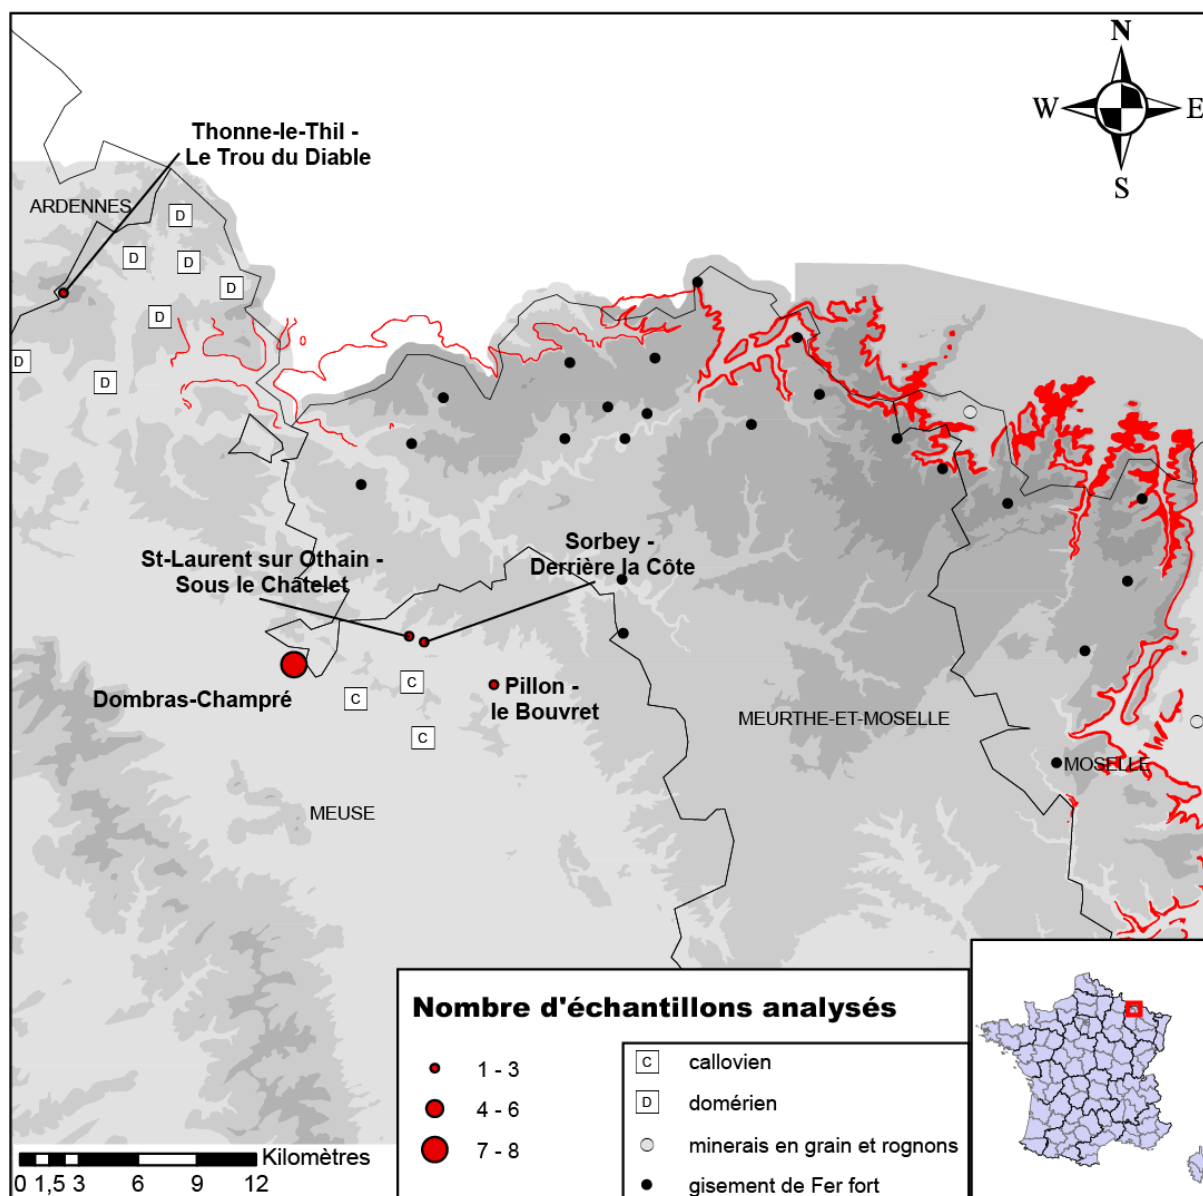 N
W
E
S
Thonne-le-Thil -
Le Trou du Diable
ARDENNES
D
D
D
D
D
D
D
St-Laurent sur Othain -
Sous le Châtelet
Sorbey -
Derrière la Côte
Dombras-Champré
C
C
C
Pillon -
le Bouvret
MEURTHE-ET-MOSELLE
MOSELLE
MEUSE
Nombre d'échantillons analysés
1 - 3
4 - 6
7 - 8
C callovien
D domérien
minerais en grain et rognons
gisement de Fer fort
Kilomètres
0 1,5 3 6 9 12